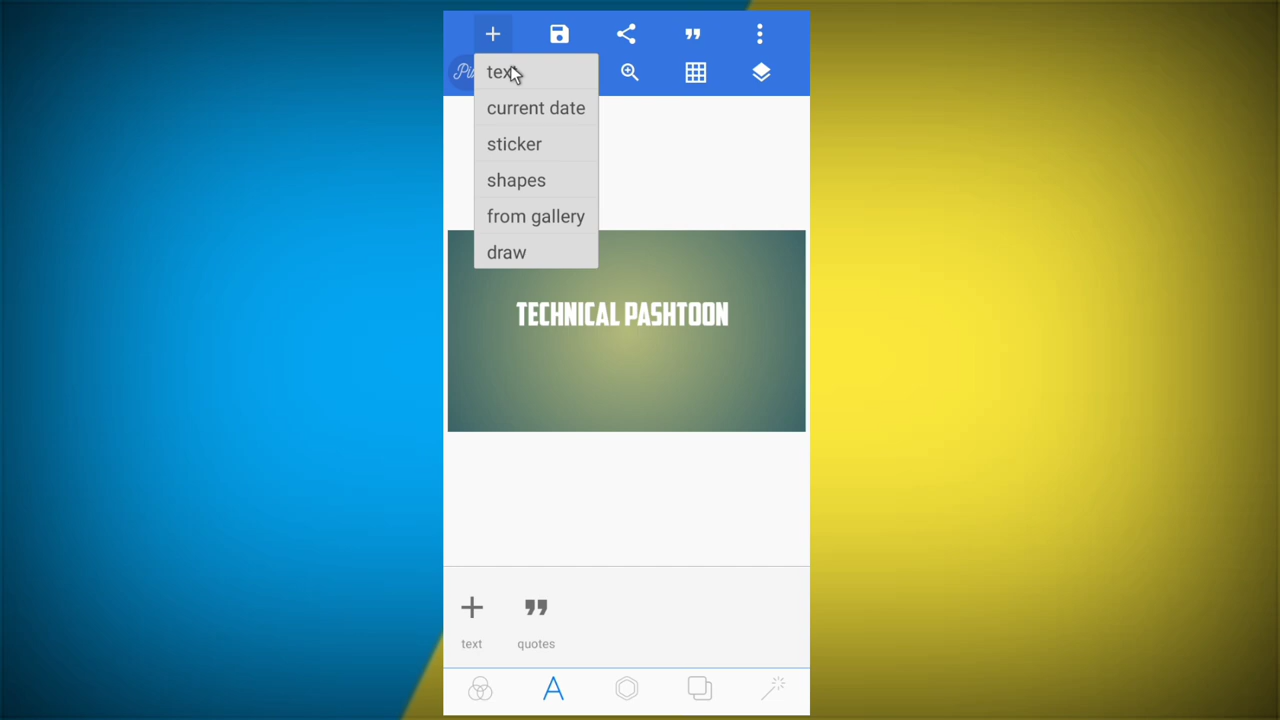 text
current date
sticker
shapes
from gallery
draw
TECHNICAL PASHTOON
text
quotes